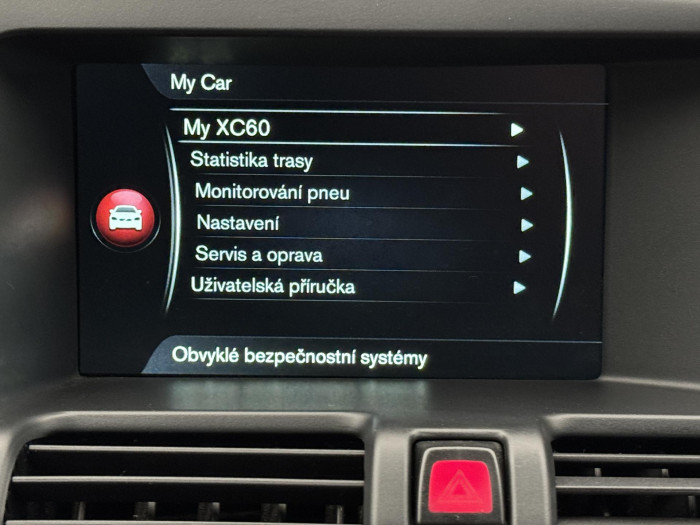 My Car
My XC60
Statistika trasy
Monitorování pneu
Nastavení
Servis a oprava
Uživatelská příručka
Obvyklé bezpečnostní systémy